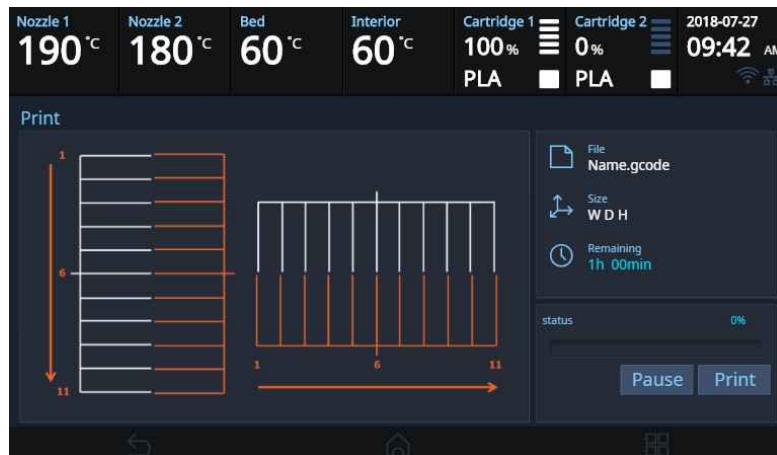 Nozzle 1
190 °C
Nozzle 2
180 °C
Bed
60 °C
Interior
60 °C
Cartridge 1
100 %
PLA
Cartridge 2
0 %
PLA
2018-07-27
09:42 AM
Print
1
6
11
1 6 11
File
Name.gcode
Size
W D H
Remaining
1h 00min
status 0%
Pause Print